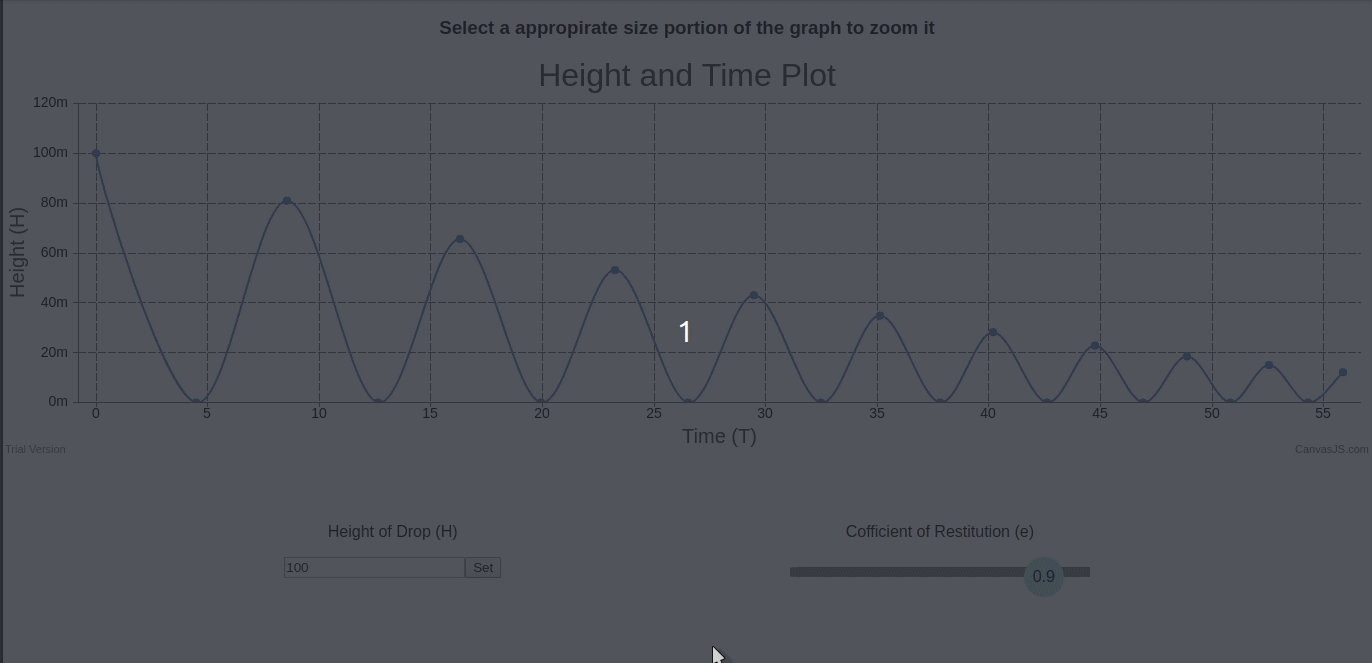 Select a appropirate size portion of the graph to zoom it
Height and Time Plot
120m
100m
80m
60m
40m
20m
0m
Height (H)
1
0 5 10 15 20 25 30 35 40 45 50 55
Time (T)
Trial Version
CanvasJS.com
Height of Drop (H)
Cofficient of Restitution (e)
100 Set
0.9